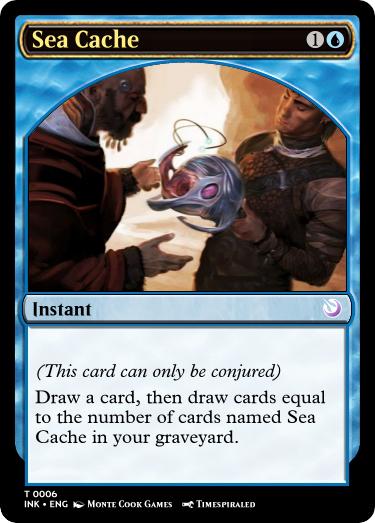 Sea Cache 1
Instant
(This card can only be conjured)
Draw a card, then draw cards equal
to the number of cards named Sea
Cache in your graveyard.
T 0006
INK • ENG Monte Cook Games Timespiraled